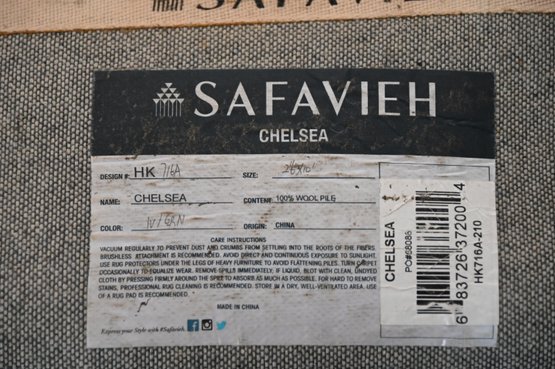 SAFAVIEH
SAFAVIEH
CHELSEA
DESIGN #: HK 716A
SIZE: 26x10'
NAME: CHELSEA
CONTENT: 100% WOOL PILE
COLOR: IV / GRN
ORIGIN: CHINA
CARE INSTRUCTIONS
VACUUM REGULARLY TO PREVENT DUST AND CRUMBS FROM SETTLING INTO THE ROOTS OF THE FIBERS.
BRUSHLESS ATTACHMENT IS RECOMMENDED. AVOID DIRECT AND CONTINUOUS EXPOSURE TO SUNLIGHT.
USE RUG PROTECTORS UNDER THE LEGS OF HEAVY FURNITURE TO AVOID FLATTENING PILES. TURN CARPET
OCCASIONALLY TO EQUALIZE WEAR. REMOVE SPILLS IMMEDIATELY. IF LIQUID, BLOT WITH CLEAN, UNDYED
CLOTH BY PRESSING FIRMLY AROUND THE SPILL TO ABSORB AS MUCH AS POSSIBLE. FOR HARD TO REMOVE
STAINS, PROFESSIONAL RUG CLEANING IS RECOMMENDED. STORE IN A DRY, WELL-VENTILATED AREA. USE
OF A RUG PAD IS RECOMMENDED.
MADE IN CHINA
Express your Style with #Safavieh
CHELSEA
PO#68086
6 83726 37200 4
HK716A-210